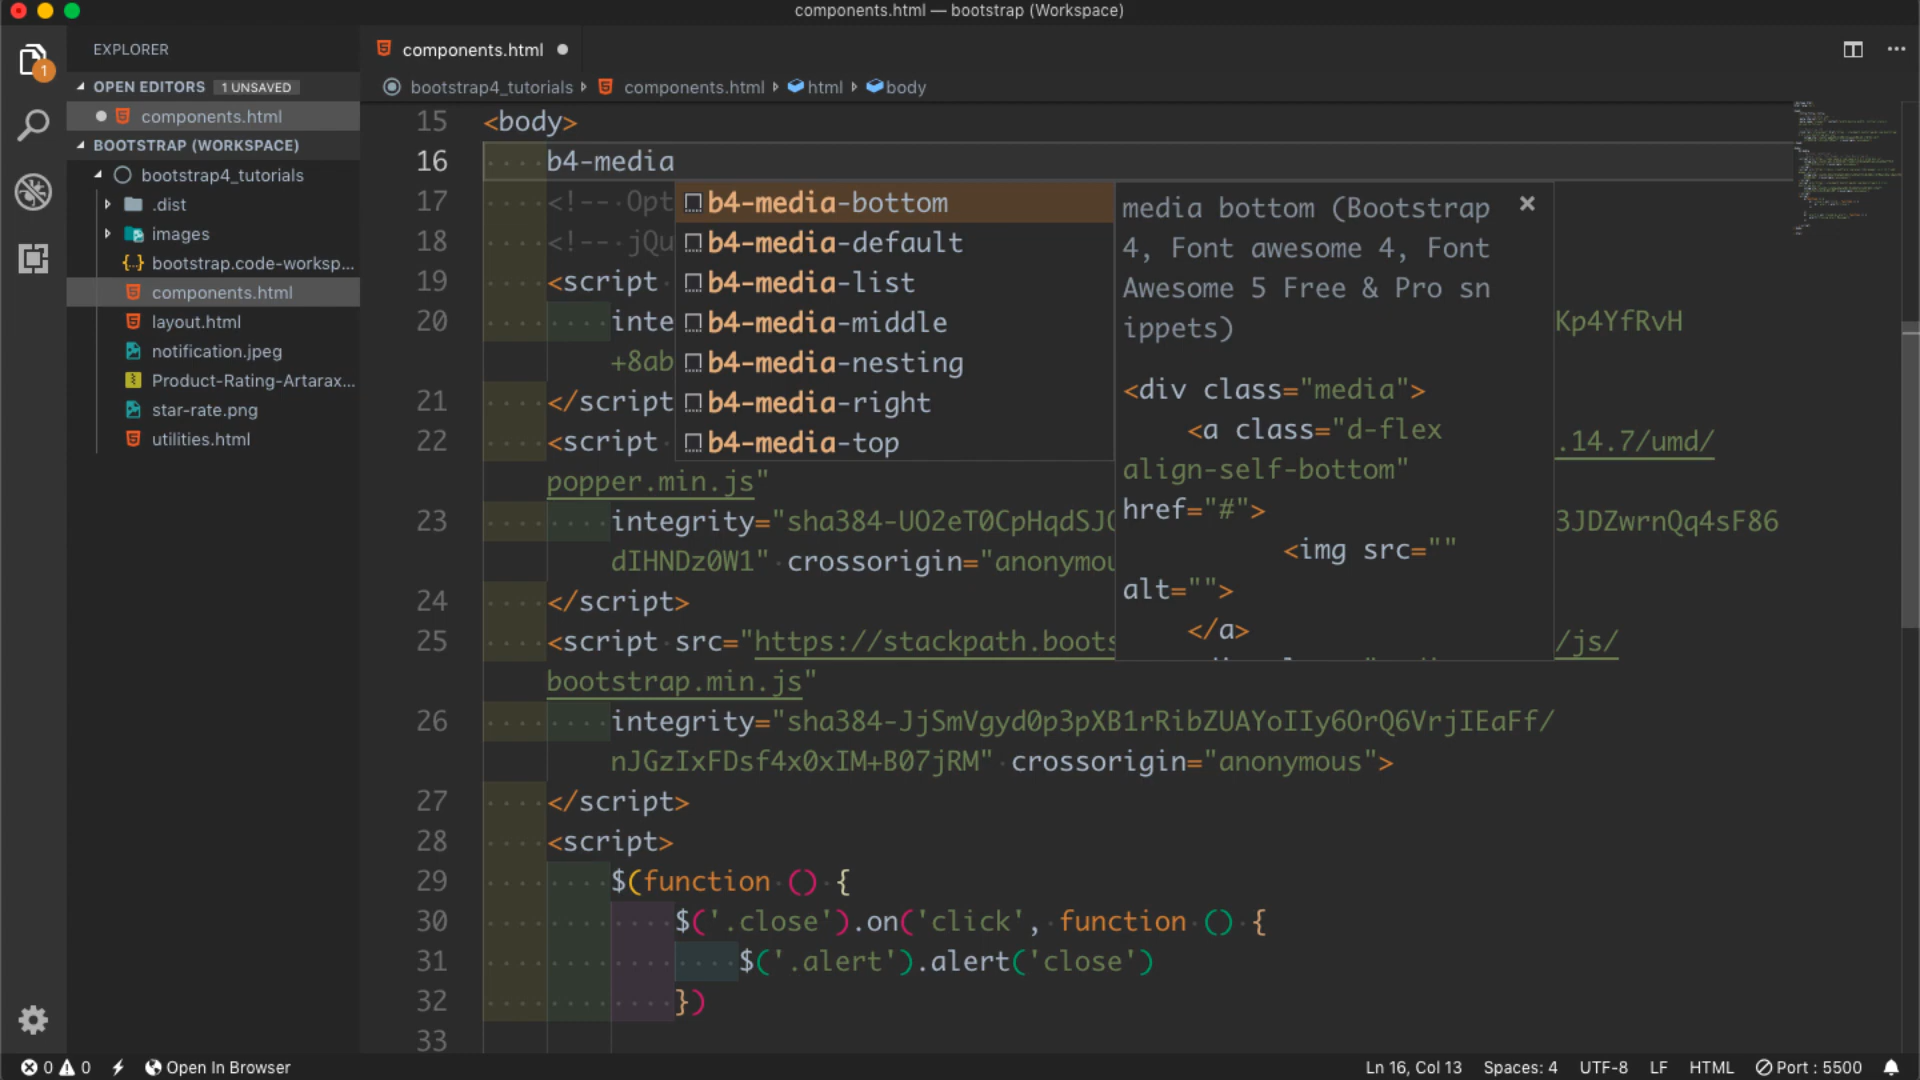 components.html — bootstrap (Workspace)
EXPLORER
OPEN EDITORS 1 UNSAVED
components.html
BOOTSTRAP (WORKSPACE)
bootstrap4_tutorials
.dist
images
bootstrap.code-worksp...
components.html
layout.html
notification.jpeg
Product-Rating-Artarax...
star-rate.png
utilities.html
1
components.html
bootstrap4_tutorials components.html html body
15 <body>
16 b4-media
17 <!-- Opt
18 <!-- jQu
19 <script
20 inte Kp4YfRvH
+8ab
21 </script
22 <script .14.7/umd/
popper.min.js"
23 integrity="sha384-UO2eT0CpHqdSJ 3JDZwrnQq4sF86
dIHNDz0W1" crossorigin="anonymou
24 </script>
25 <script src="https://stackpath.boots /js/
bootstrap.min.js"
26 integrity="sha384-JjSmVgyd0p3pXB1rRibZUAYoIIy6OrQ6VrjIEaFf/
nJGzIxFDsf4x0xIM+B07jRM" crossorigin="anonymous">
27 </script>
28 <script>
29 $(function () {
30 $('.close').on('click', function () {
31 $('.alert').alert('close')
32 })
33
b4-media-bottom
b4-media-default
b4-media-list
b4-media-middle
b4-media-nesting
b4-media-right
b4-media-top
media bottom (Bootstrap
4, Font awesome 4, Font
Awesome 5 Free & Pro sn
ippets)
<div class="media">
<a class="d-flex
align-self-bottom"
href="#">
<img src=""
alt="">
</a>
0 0 Open In Browser
Ln 16, Col 13 Spaces: 4 UTF-8 LF HTML Port : 5500